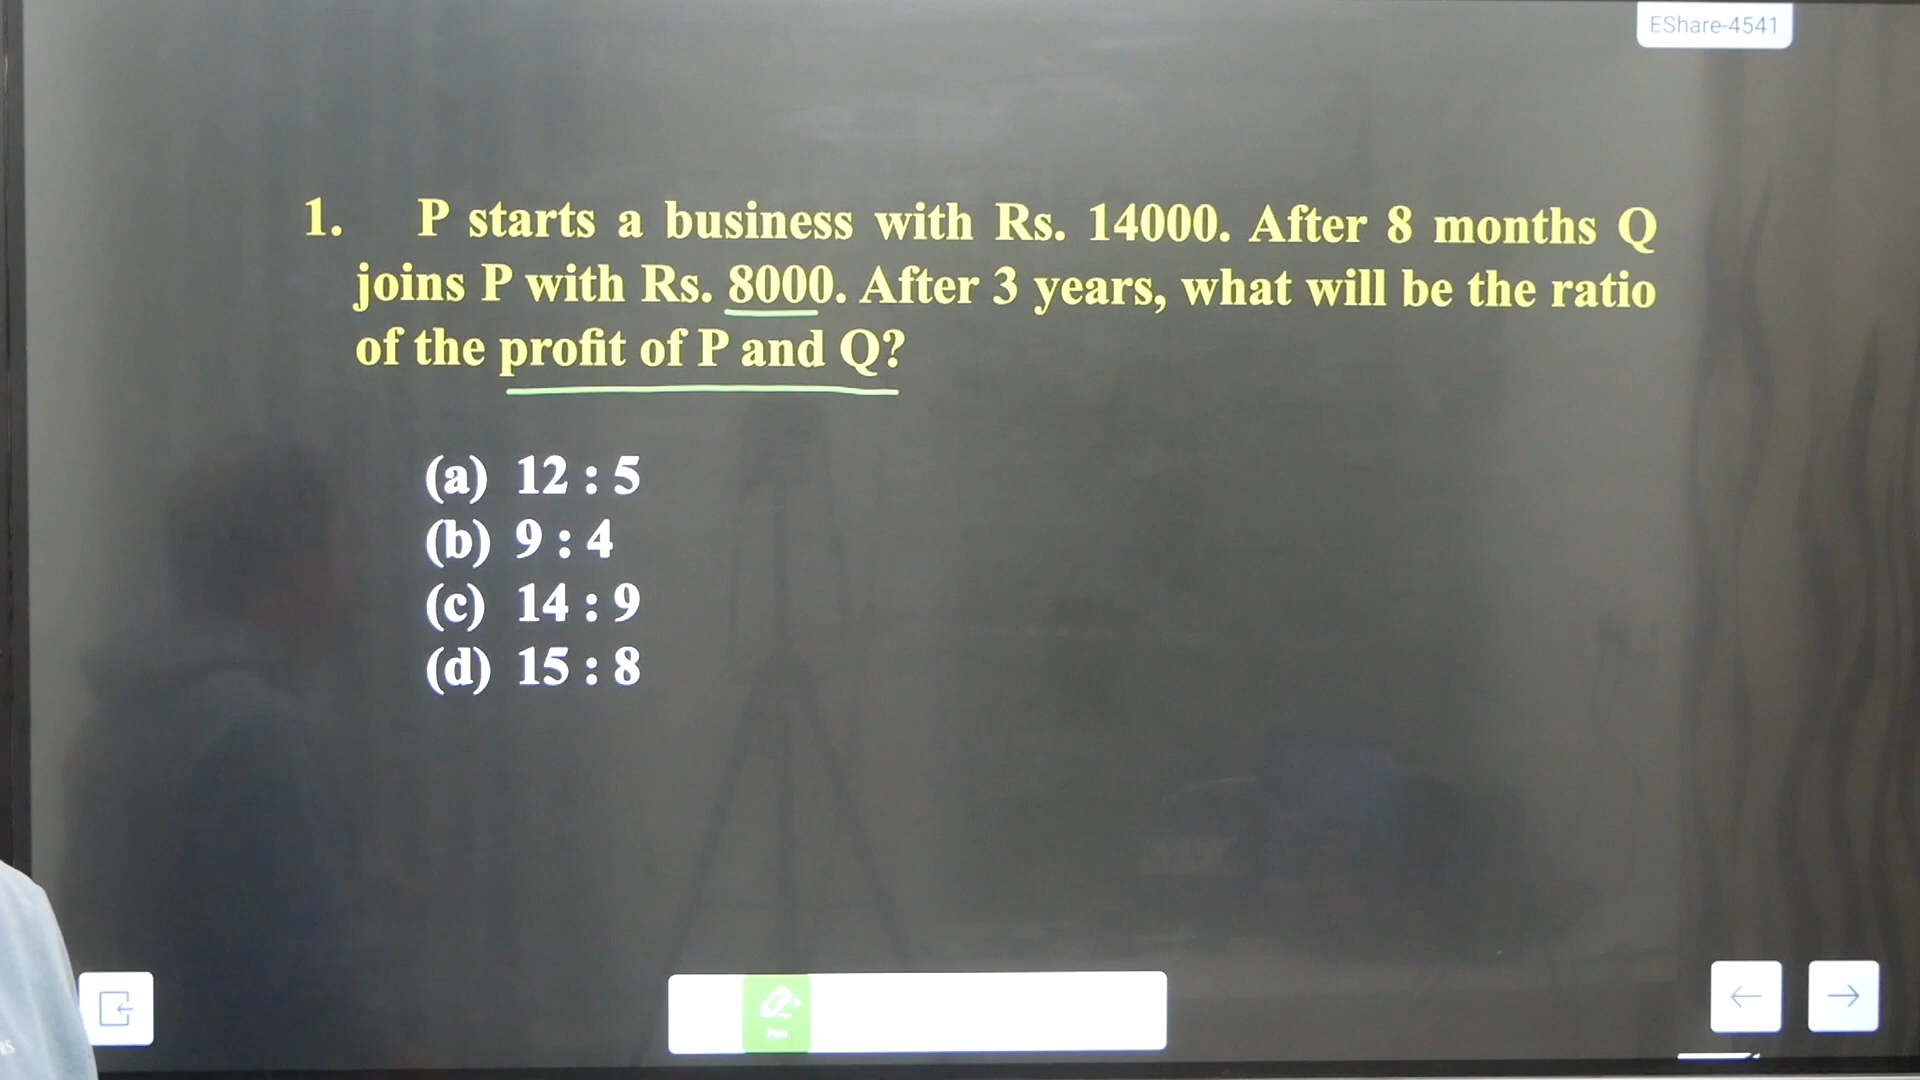 EShare-4541
1. P starts a business with Rs. 14000. After 8 months Q
joins P with Rs. 8000. After 3 years, what will be the ratio
of the profit of P and Q?
(a) 12 : 5
(b) 9 : 4
(c) 14 : 9
(d) 15 : 8
Pen